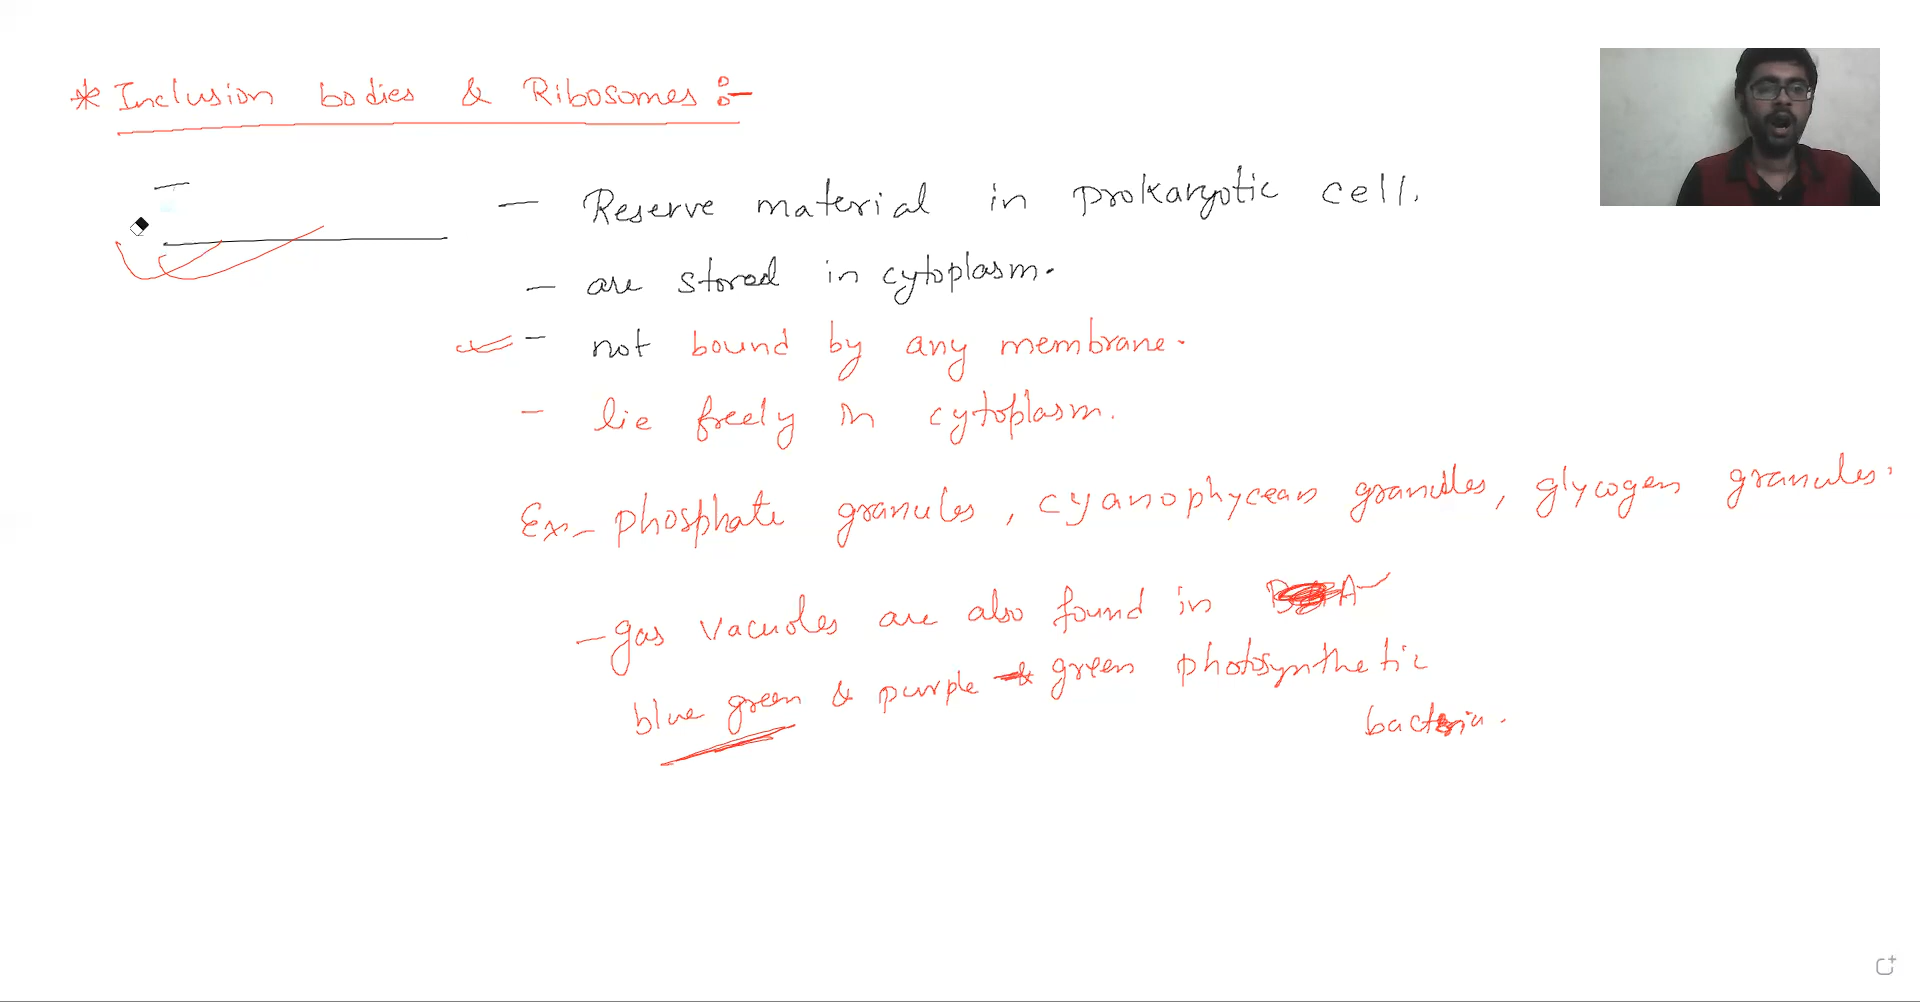 * Inclusion bodies & Ribosomes :-
- Reserve material in prokaryotic cell.
- are stored in cytoplasm.
- not bound by any membrane.
- lie freely in cytoplasm.
Ex- phosphate granules, cyanophycean granules, glycogen granules.
- gas vacuoles are also found in
blue green & purple & green photosynthetic
bacteria.